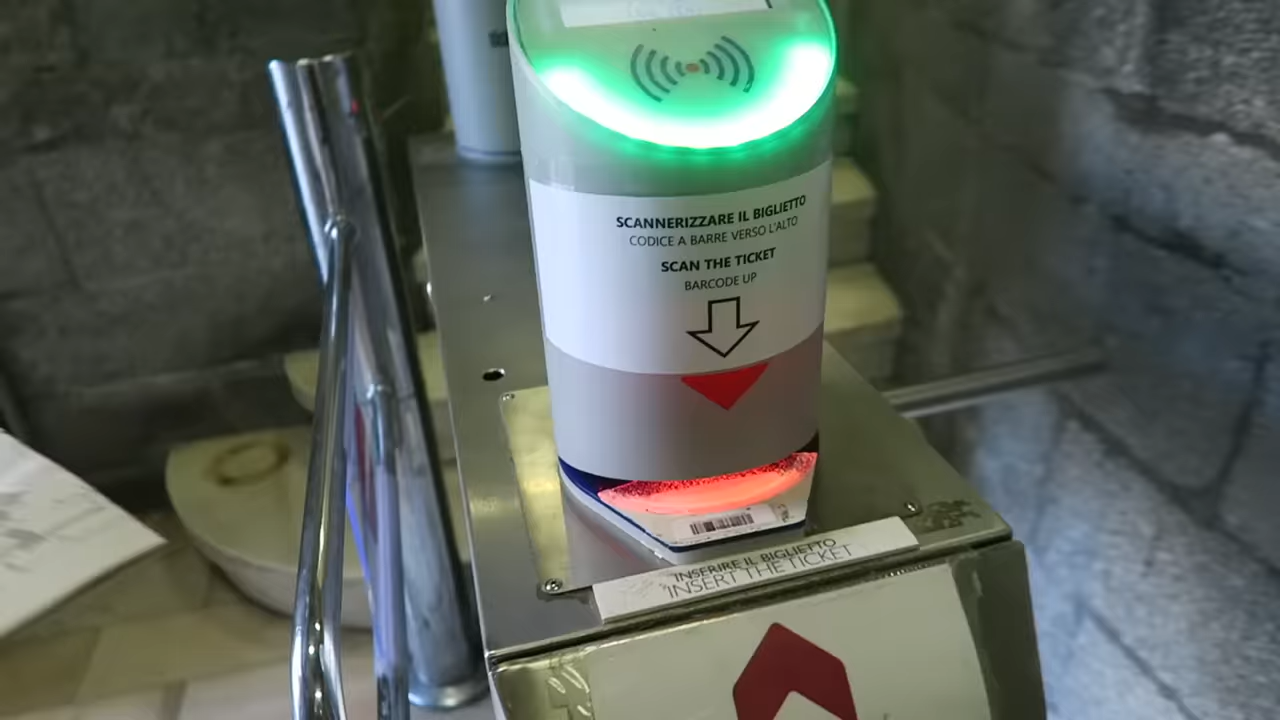 SCANNERIZZARE IL BIGLIETTO
CODICE A BARRE VERSO L'ALTO
SCAN THE TICKET
BARCODE UP
INSERIRE IL BIGLIETTO
INSERT THE TICKET